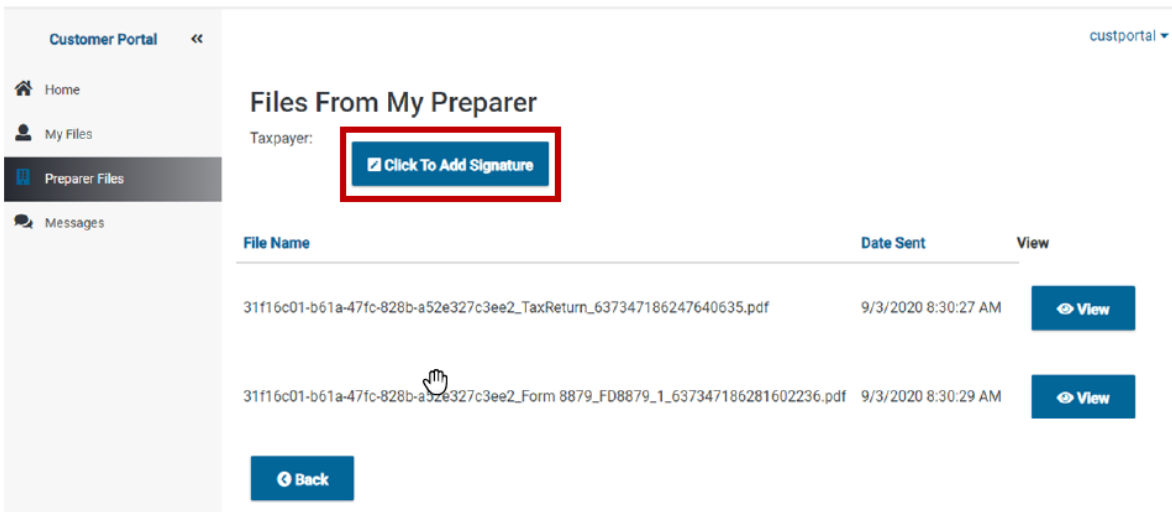 Customer Portal «
custportal
Home
My Files
Preparer Files
Messages
Files From My Preparer
Taxpayer:
Click To Add Signature
File Name Date Sent View
31f16c01-b61a-47fc-828b-a52e327c3ee2_TaxReturn_637347186247640635.pdf 9/3/2020 8:30:27 AM View
31f16c01-b61a-47fc-828b-a52e327c3ee2_Form 8879_FD8879_1_637347186281602236.pdf 9/3/2020 8:30:29 AM View
Back